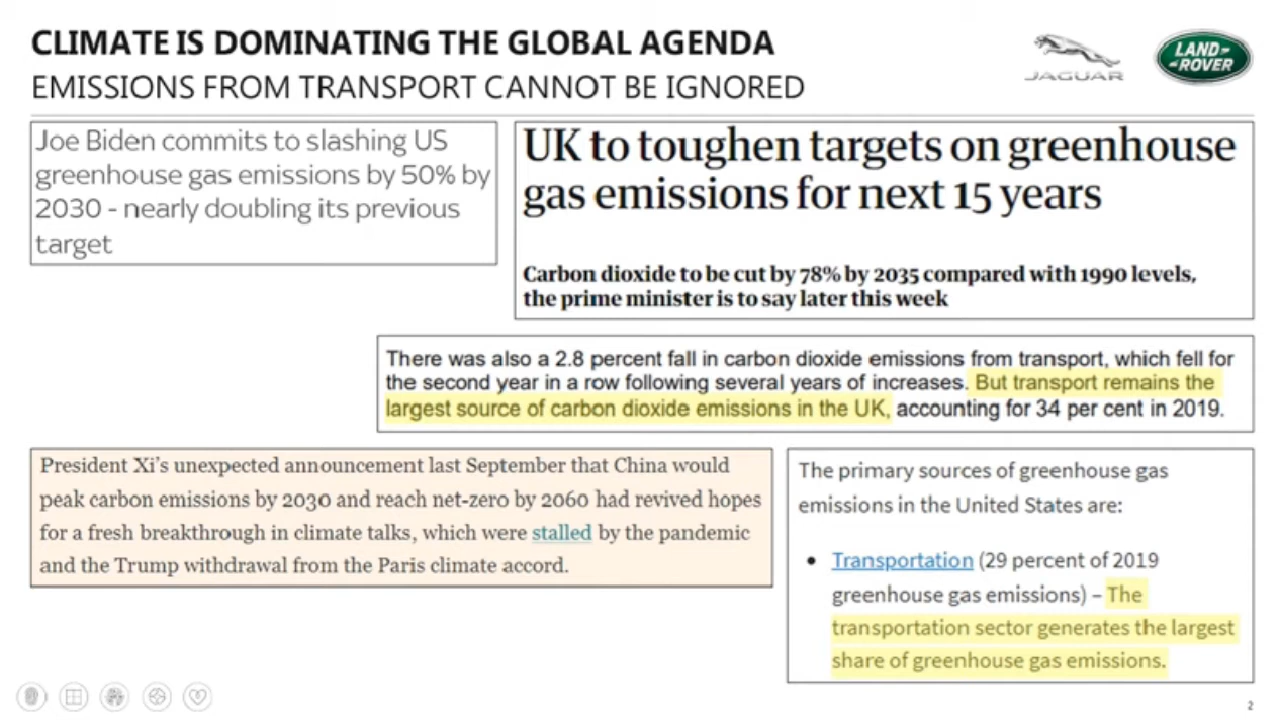 CLIMATE IS DOMINATING THE GLOBAL AGENDA
EMISSIONS FROM TRANSPORT CANNOT BE IGNORED
JAGUAR
LAND-
-ROVER
Joe Biden commits to slashing US
greenhouse gas emissions by 50% by
2030 - nearly doubling its previous
target
UK to toughen targets on greenhouse
gas emissions for next 15 years
Carbon dioxide to be cut by 78% by 2035 compared with 1990 levels,
the prime minister is to say later this week
There was also a 2.8 percent fall in carbon dioxide emissions from transport, which fell for
the second year in a row following several years of increases. But transport remains the
largest source of carbon dioxide emissions in the UK, accounting for 34 per cent in 2019.
President Xi's unexpected announcement last September that China would
peak carbon emissions by 2030 and reach net-zero by 2060 had revived hopes
for a fresh breakthrough in climate talks, which were stalled by the pandemic
and the Trump withdrawal from the Paris climate accord.
The primary sources of greenhouse gas
emissions in the United States are:
• Transportation (29 percent of 2019
greenhouse gas emissions) – The
transportation sector generates the largest
share of greenhouse gas emissions.
2